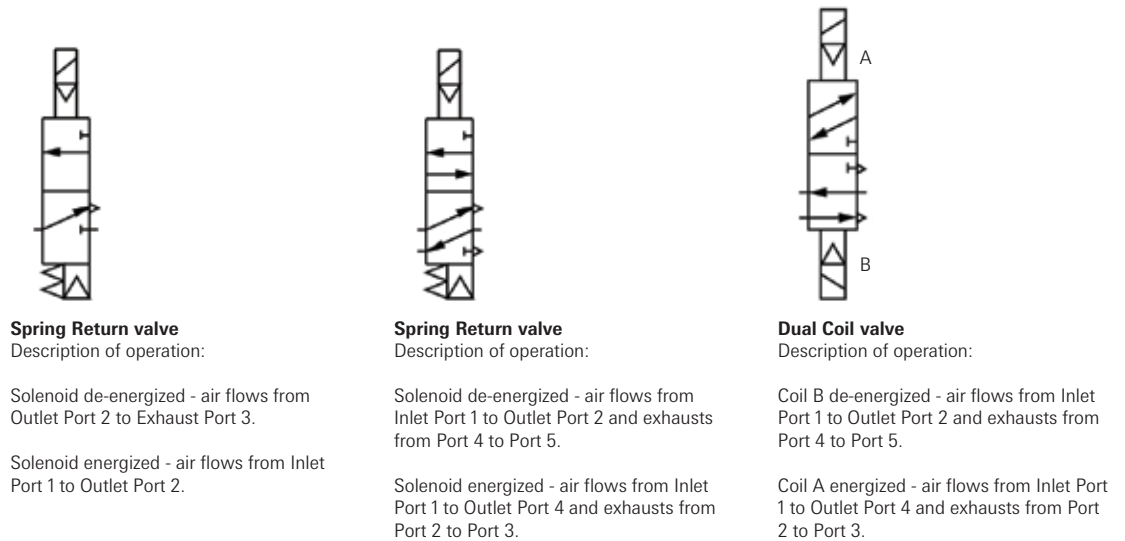 A
B
Spring Return valve
Description of operation:
Solenoid de-energized - air flows from
Outlet Port 2 to Exhaust Port 3.
Solenoid energized - air flows from Inlet
Port 1 to Outlet Port 2.
Spring Return valve
Description of operation:
Solenoid de-energized - air flows from
Inlet Port 1 to Outlet Port 2 and exhausts
from Port 4 to Port 5.
Solenoid energized - air flows from Inlet
Port 1 to Outlet Port 4 and exhausts from
Port 2 to Port 3.
Dual Coil valve
Description of operation:
Coil B de-energized - air flows from Inlet
Port 1 to Outlet Port 2 and exhausts from
Port 4 to Port 5.
Coil A energized - air flows from Inlet Port
1 to Outlet Port 4 and exhausts from Port
2 to Port 3.